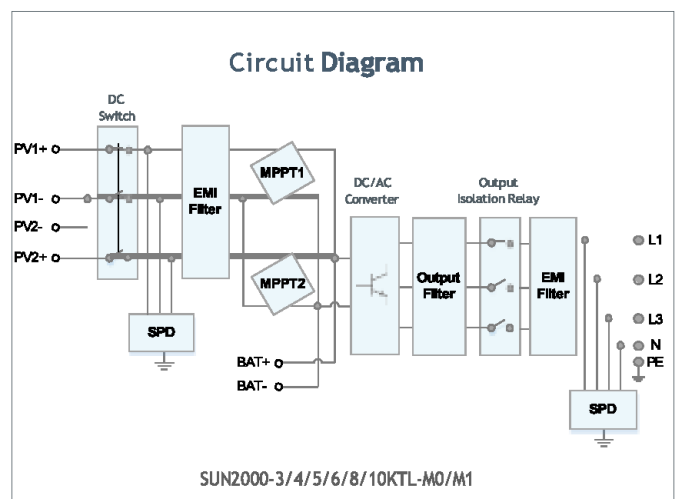 Circuit Diagram
DC
Switch
PV1+
PV1-
PV2-
PV2+
EMI
Filter
MPPT1
MPPT2
SPD
BAT+
BAT-
DC/AC
Converter
Output
Filter
Output
Isolation Relay
EMI
Filter
L1
L2
L3
N
PE
SPD
SUN2000-3/4/5/6/8/10KTL-M0/M1